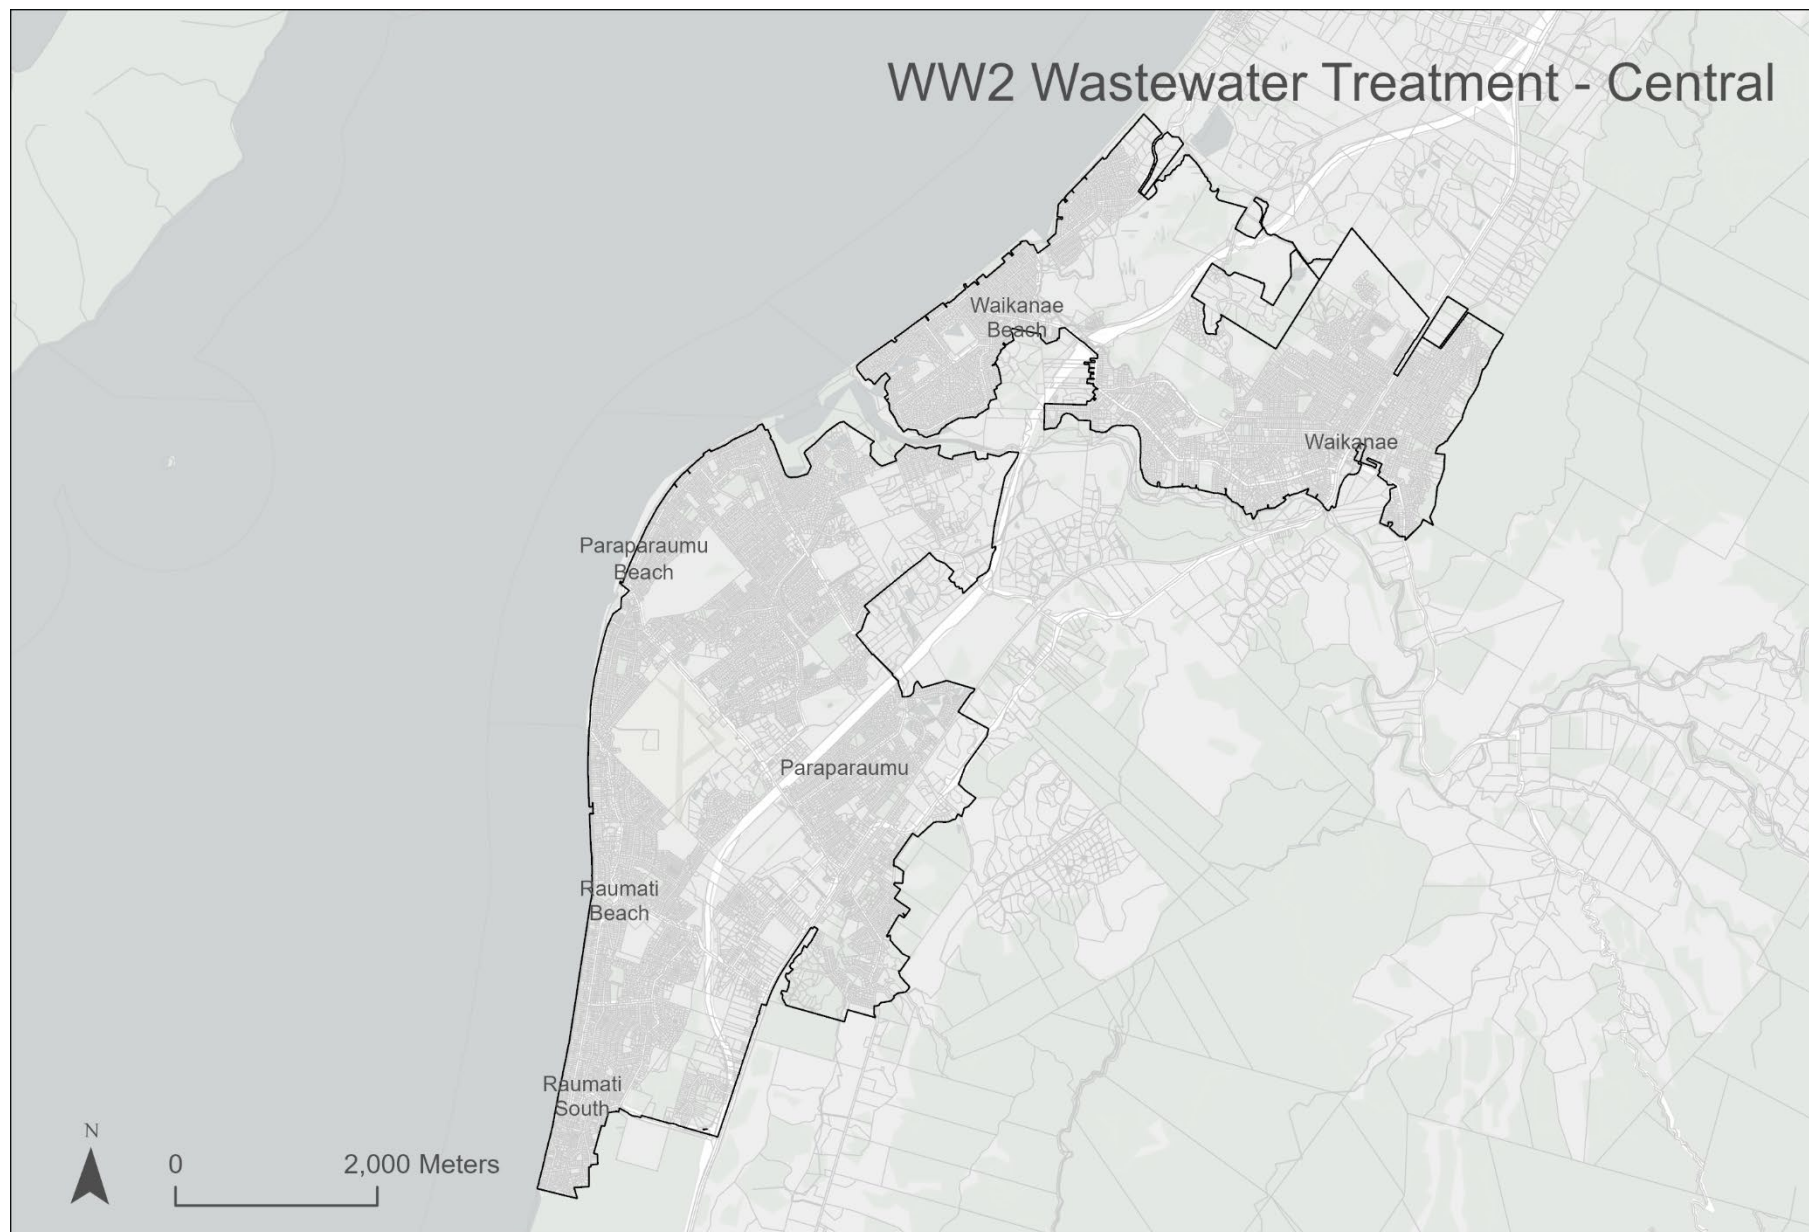 WW2 Wastewater Treatment - Central
Waikanae
Beach
Waikanae
Paraparaumu
Beach
Paraparaumu
Raumati
Beach
Raumati
South
N
0 2,000 Meters